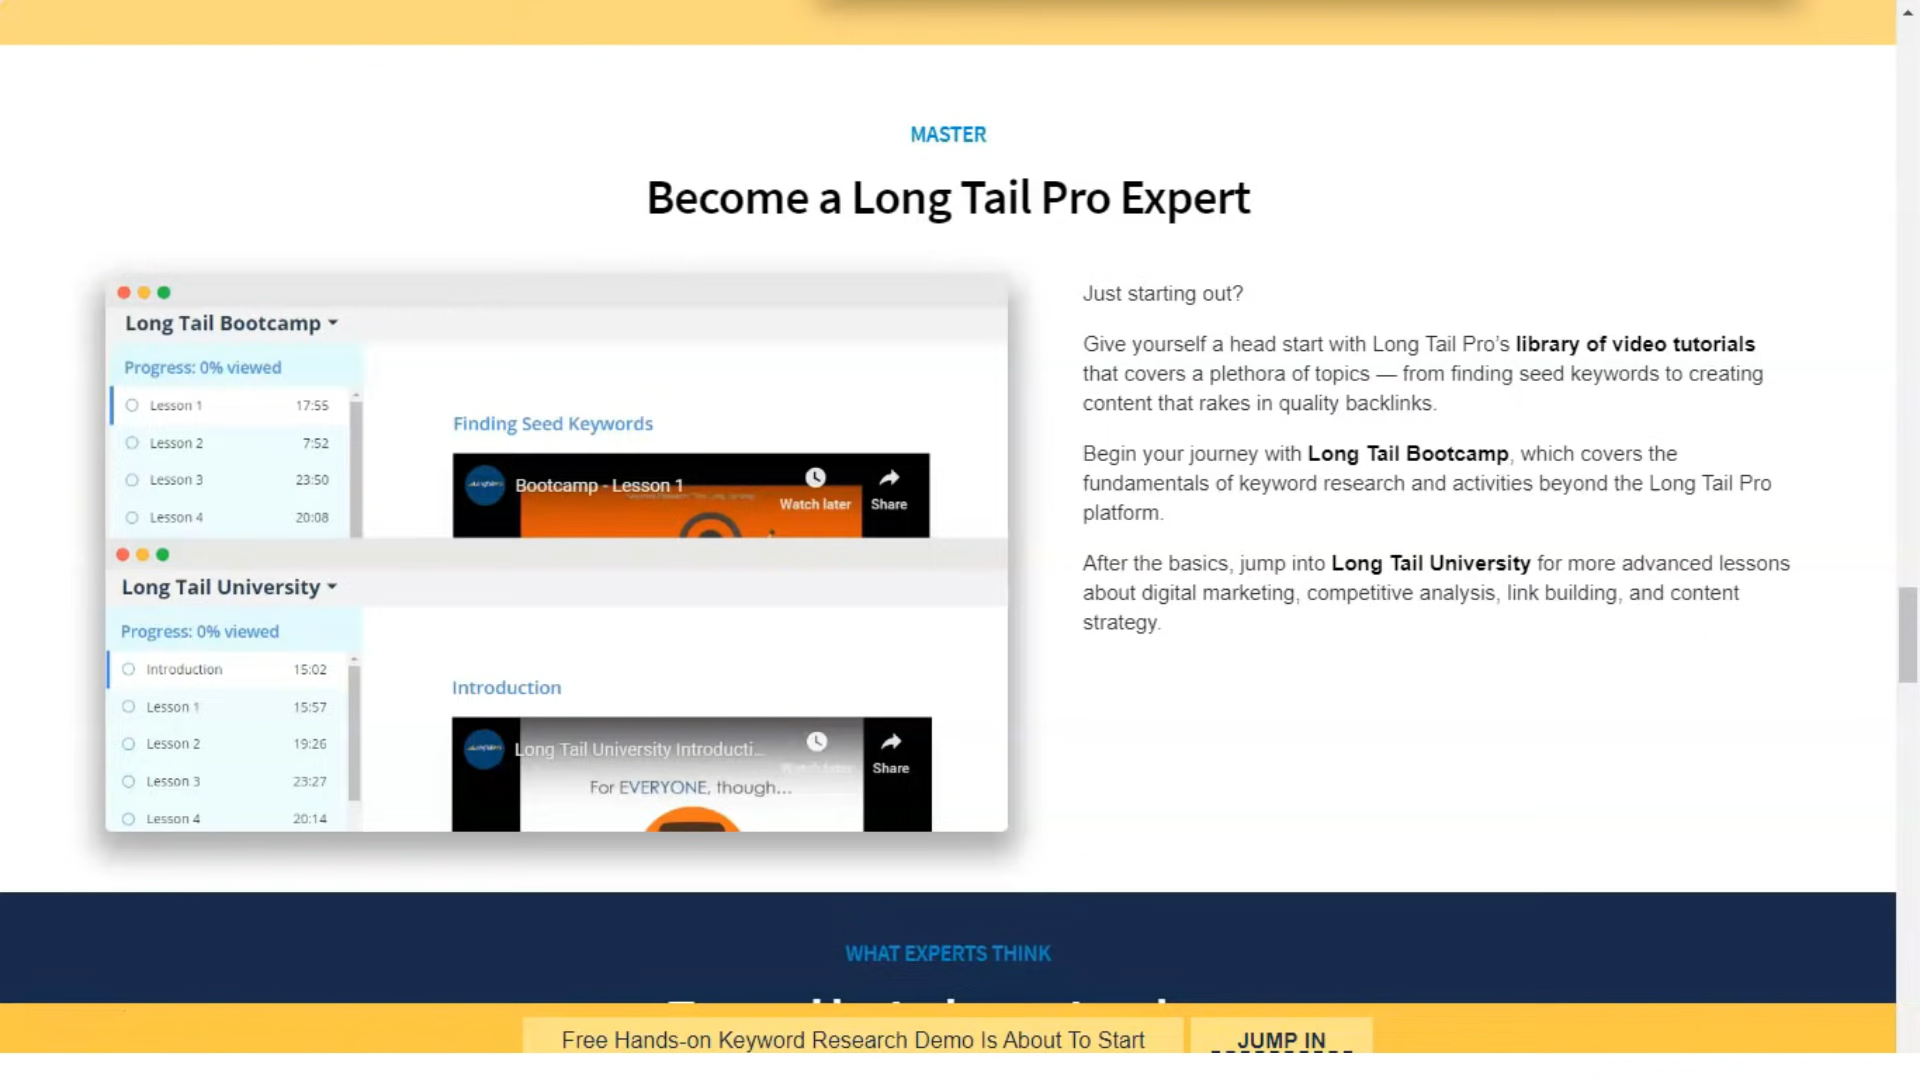 MASTER
Become a Long Tail Pro Expert
Long Tail Bootcamp
Progress: 0% viewed
Lesson 1 17:55
Lesson 2 7:52
Lesson 3 23:50
Lesson 4 20:08
Finding Seed Keywords
Bootcamp - Lesson 1
Watch later
Share
Long Tail University
Progress: 0% viewed
Introduction 15:02
Lesson 1 15:57
Lesson 2 19:26
Lesson 3 23:27
Lesson 4 20:14
Introduction
Long Tail University Introducti...
Watch later
Share
For EVERYONE, though...
Just starting out?
Give yourself a head start with Long Tail Pro’s library of video tutorials
that covers a plethora of topics — from finding seed keywords to creating
content that rakes in quality backlinks.
Begin your journey with Long Tail Bootcamp, which covers the
fundamentals of keyword research and activities beyond the Long Tail Pro
platform.
After the basics, jump into Long Tail University for more advanced lessons
about digital marketing, competitive analysis, link building, and content
strategy.
WHAT EXPERTS THINK
Free Hands-on Keyword Research Demo Is About To Start
JUMP IN